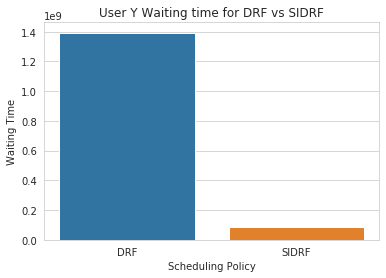 User Y Waiting time for DRF vs SIDRF
1e9
1.4
1.2
1.0
0.8
0.6
0.4
0.2
0.0
Waiting Time
DRF
SIDRF
Scheduling Policy